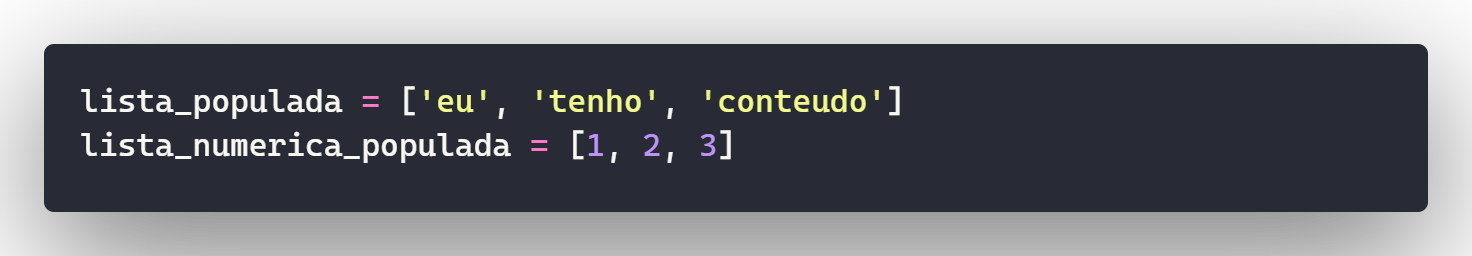 lista_populada = ['eu', 'tenho', 'conteudo']
lista_numerica_populada = [1, 2, 3]